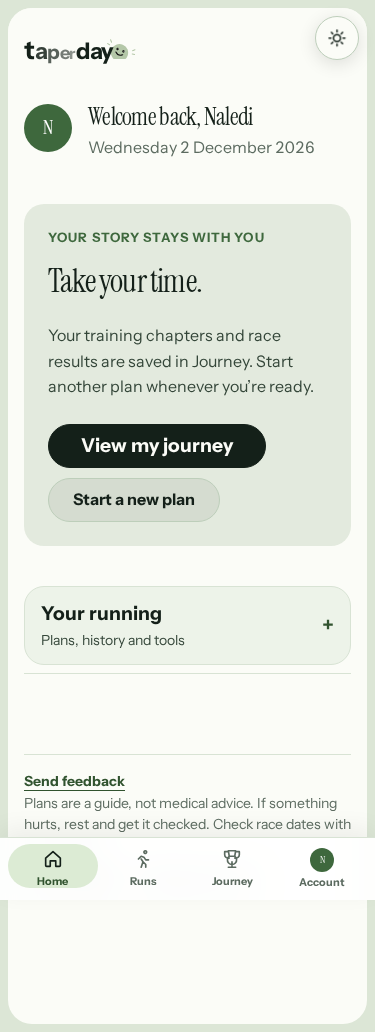 taperday
N
Welcome back, Naledi
Wednesday 2 December 2026
YOUR STORY STAYS WITH YOU
Take your time.
Your training chapters and race
results are saved in Journey. Start
another plan whenever you're ready.
View my journey
Start a new plan
Your running
Plans, history and tools
+
Send feedback
Plans are a guide, not medical advice. If something
hurts, rest and get it checked. Check race dates with
N
Home
Runs
Journey
Account